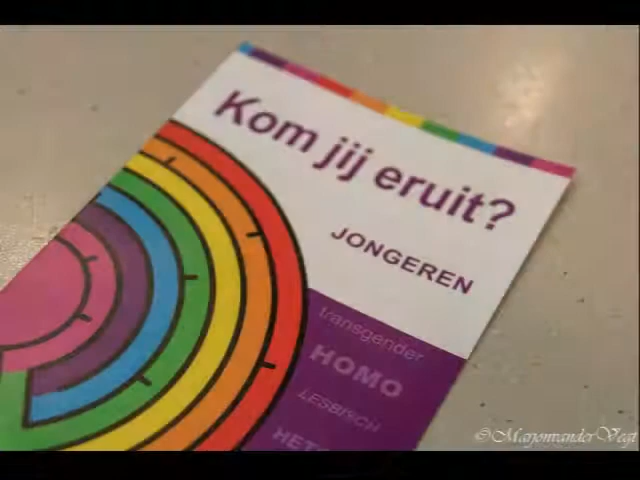 Kom jij eruit?
JONGEREN
transgender
HOMO
LESBISCH
©MarjonvanderVegt